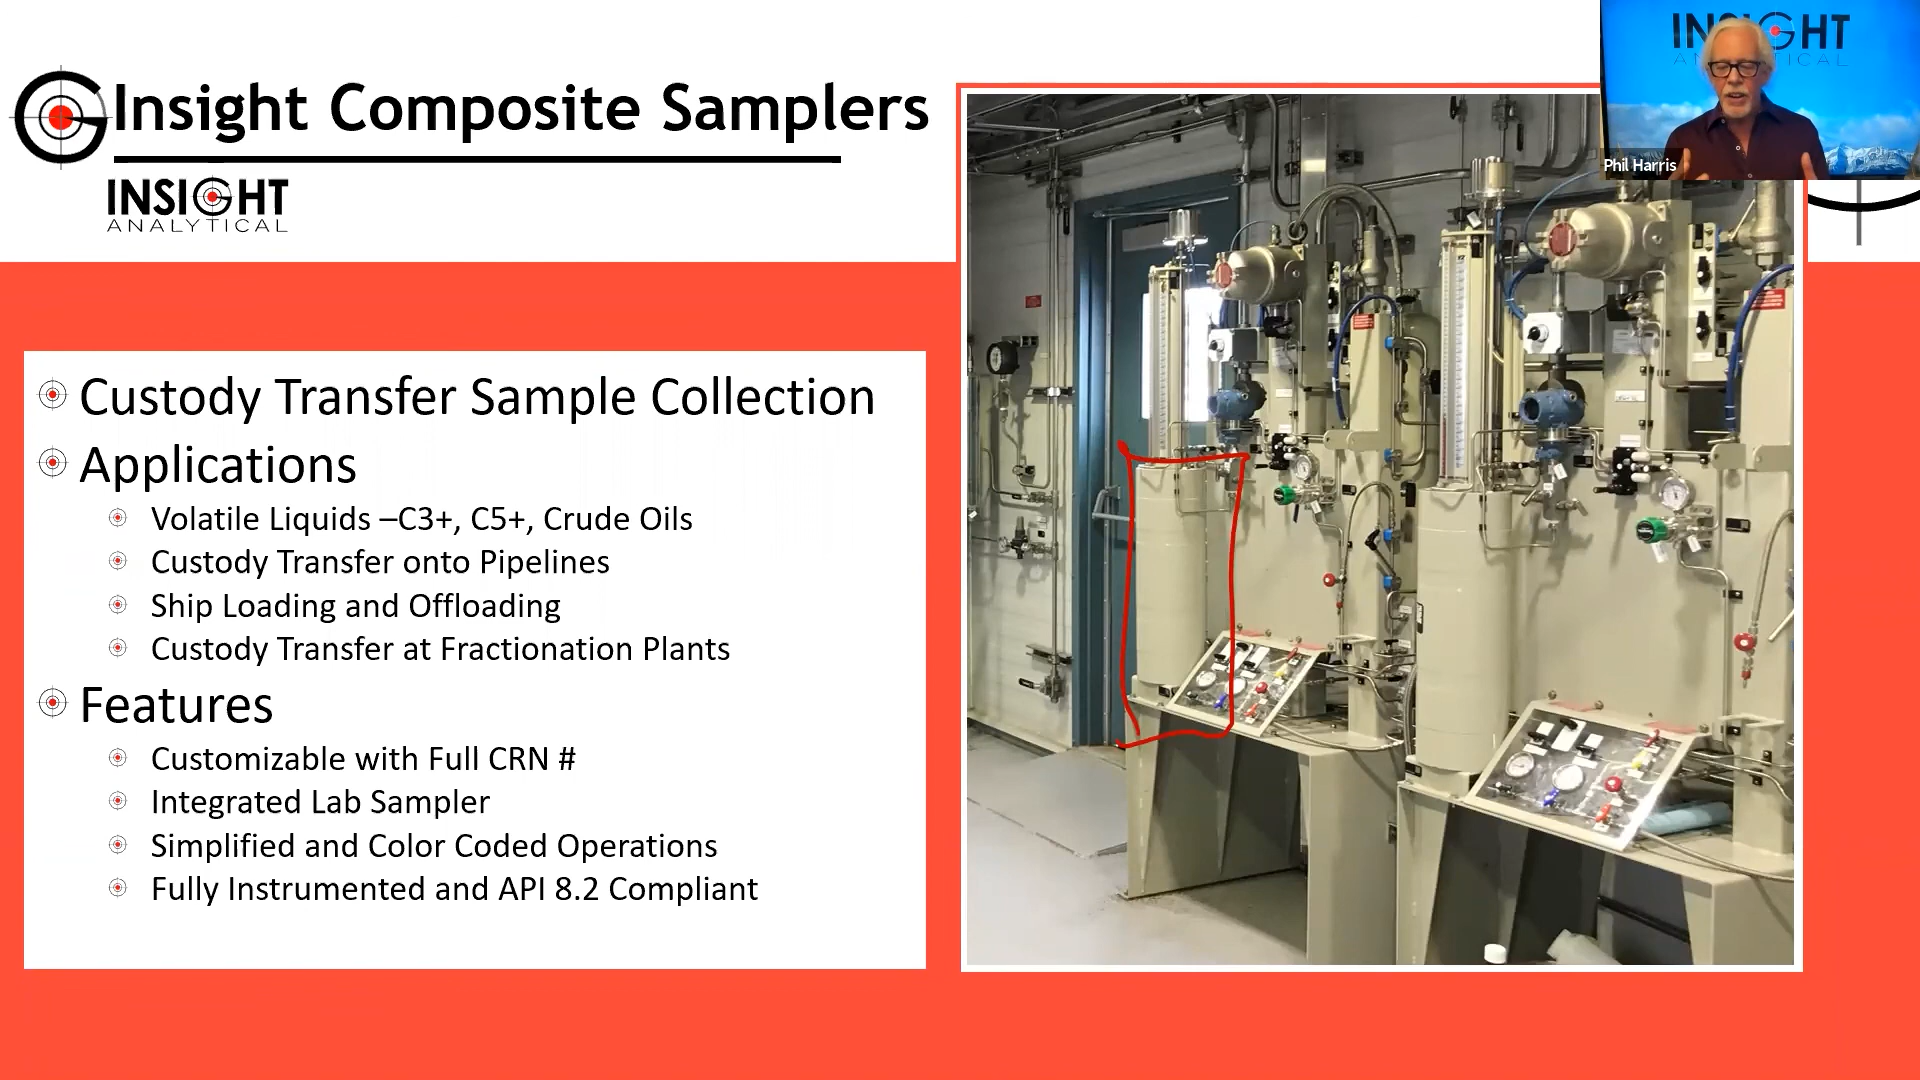 Insight Composite Samplers
INSIGHT
ANALYTICAL
INSIGHT
ANALYTICAL
Phil Harris
Custody Transfer Sample Collection
Applications
Volatile Liquids –C3+, C5+, Crude Oils
Custody Transfer onto Pipelines
Ship Loading and Offloading
Custody Transfer at Fractionation Plants
Features
Customizable with Full CRN #
Integrated Lab Sampler
Simplified and Color Coded Operations
Fully Instrumented and API 8.2 Compliant